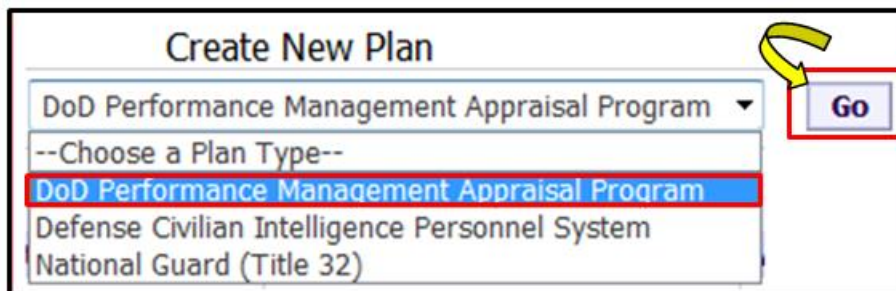 Create New Plan
DoD Performance Management Appraisal Program
Go
--Choose a Plan Type--
DoD Performance Management Appraisal Program
Defense Civilian Intelligence Personnel System
National Guard (Title 32)